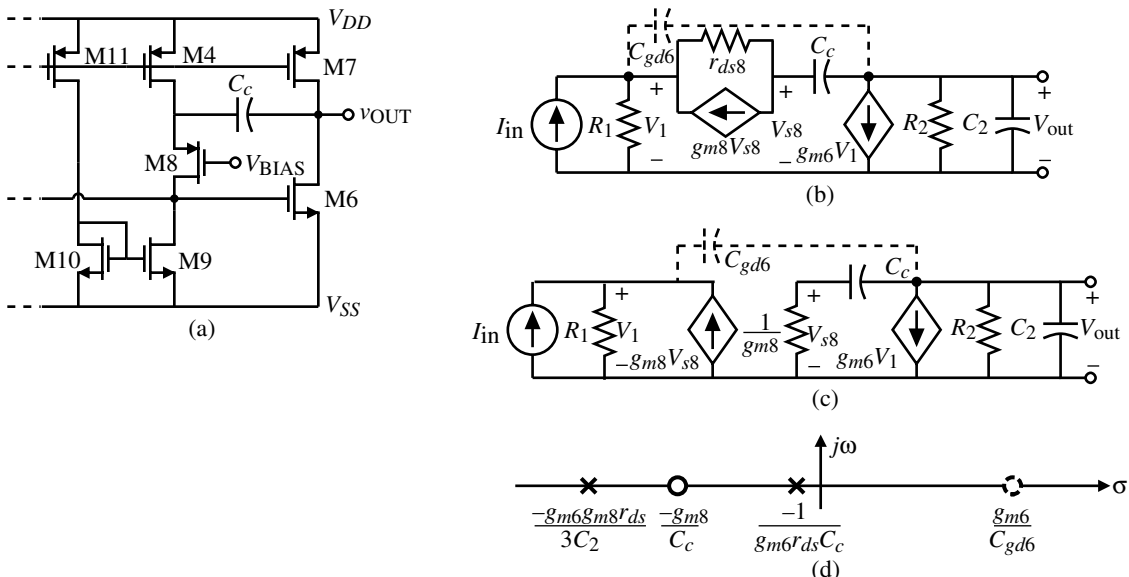 V_DD
M11
M4
M7
C_c
v_OUT
M8
V_BIAS
M6
M10
M9
V_SS
(a)
C_gd6
r_ds8
C_c
I_in
R_1
+
V_1
−
g_m8V_s8
+
V_s8
−
g_m6V_1
R_2
C_2
+
V_out
−
(b)
C_gd6
C_c
I_in
R_1
+
V_1
−
g_m8V_s8
1/g_m8
+
V_s8
−
g_m6V_1
R_2
C_2
+
V_out
−
(c)
jω
σ
−g_m6g_m8r_ds
3C_2
−g_m8
C_c
−1
g_m6r_dsC_c
g_m6
C_gd6
(d)